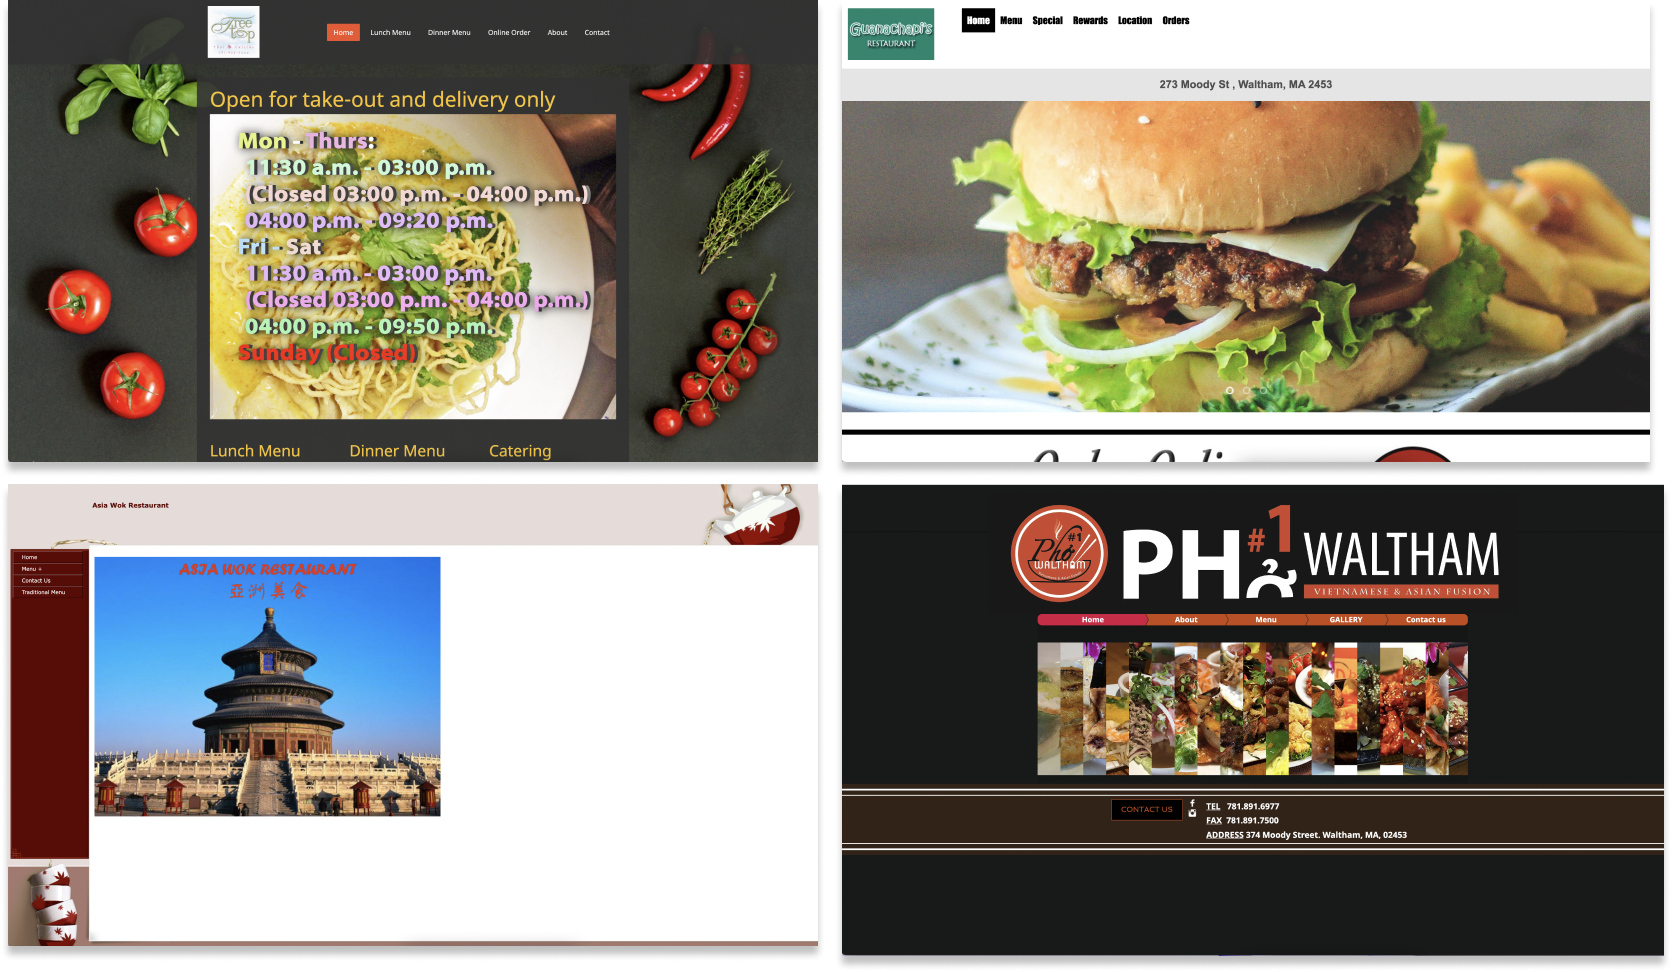 Tree Top
Home
Lunch Menu
Dinner Menu
Online Order
About
Contact
Open for take-out and delivery only
Mon - Thurs:
11:30 a.m. - 03:00 p.m.
(Closed 03:00 p.m. - 04:00 p.m.)
04:00 p.m. - 09:20 p.m.
Fri - Sat
11:30 a.m. - 03:00 p.m.
(Closed 03:00 p.m. - 04:00 p.m.)
04:00 p.m. - 09:50 p.m.
Sunday (Closed)
Lunch Menu
Dinner Menu
Catering
Guanachapi's
RESTAURANT
Home
Menu
Special
Rewards
Location
Orders
273 Moody St , Waltham, MA 2453
Asia Wok Restaurant
Home
Menu +
Contact Us
Traditional Menu
ASIA WOK RESTAURANT
亞洲美食
#1
Phở
WALTHAM
PHở #1 WALTHAM
VIETNAMESE & ASIAN FUSION
Home
About
Menu
GALLERY
Contact us
CONTACT US
TEL 781.891.6977
FAX 781.891.7500
ADDRESS 374 Moody Street. Waltham, MA, 02453